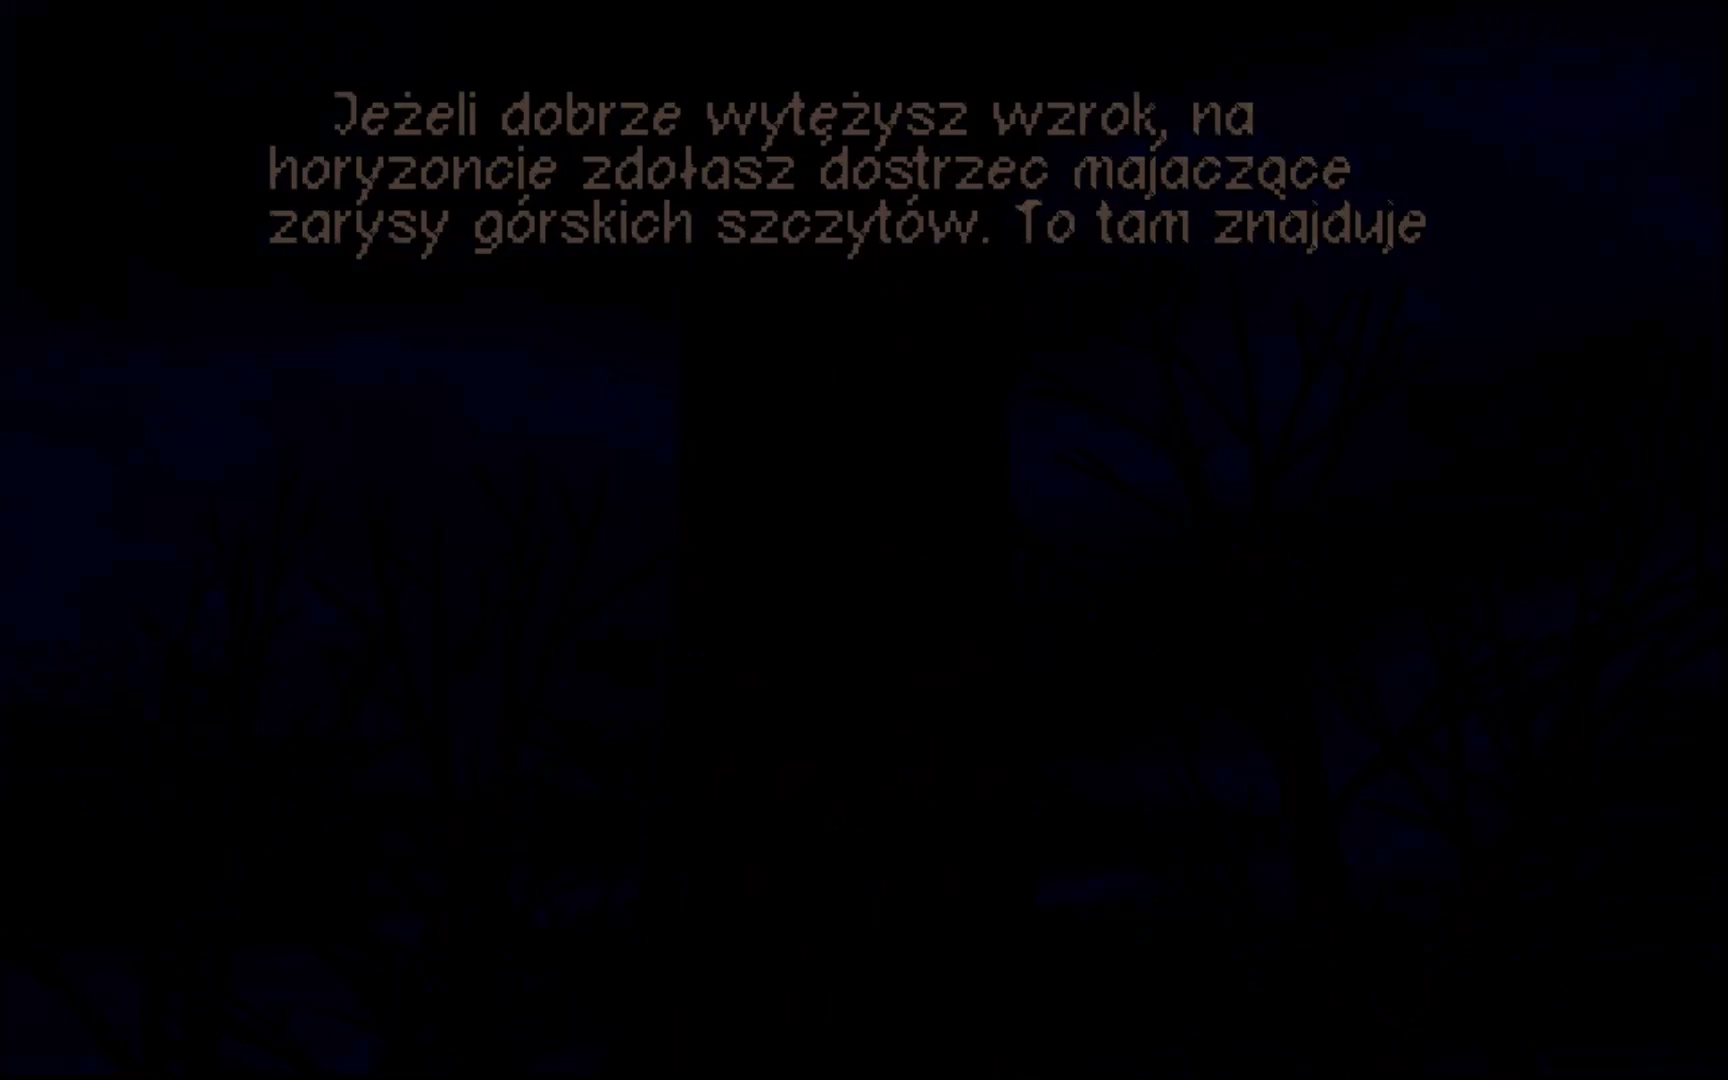 Jeżeli dobrze wytężysz wzrok, na
horyzoncie zdołasz dostrzec majaczące
zarysy górskich szczytów. To tam znajduje